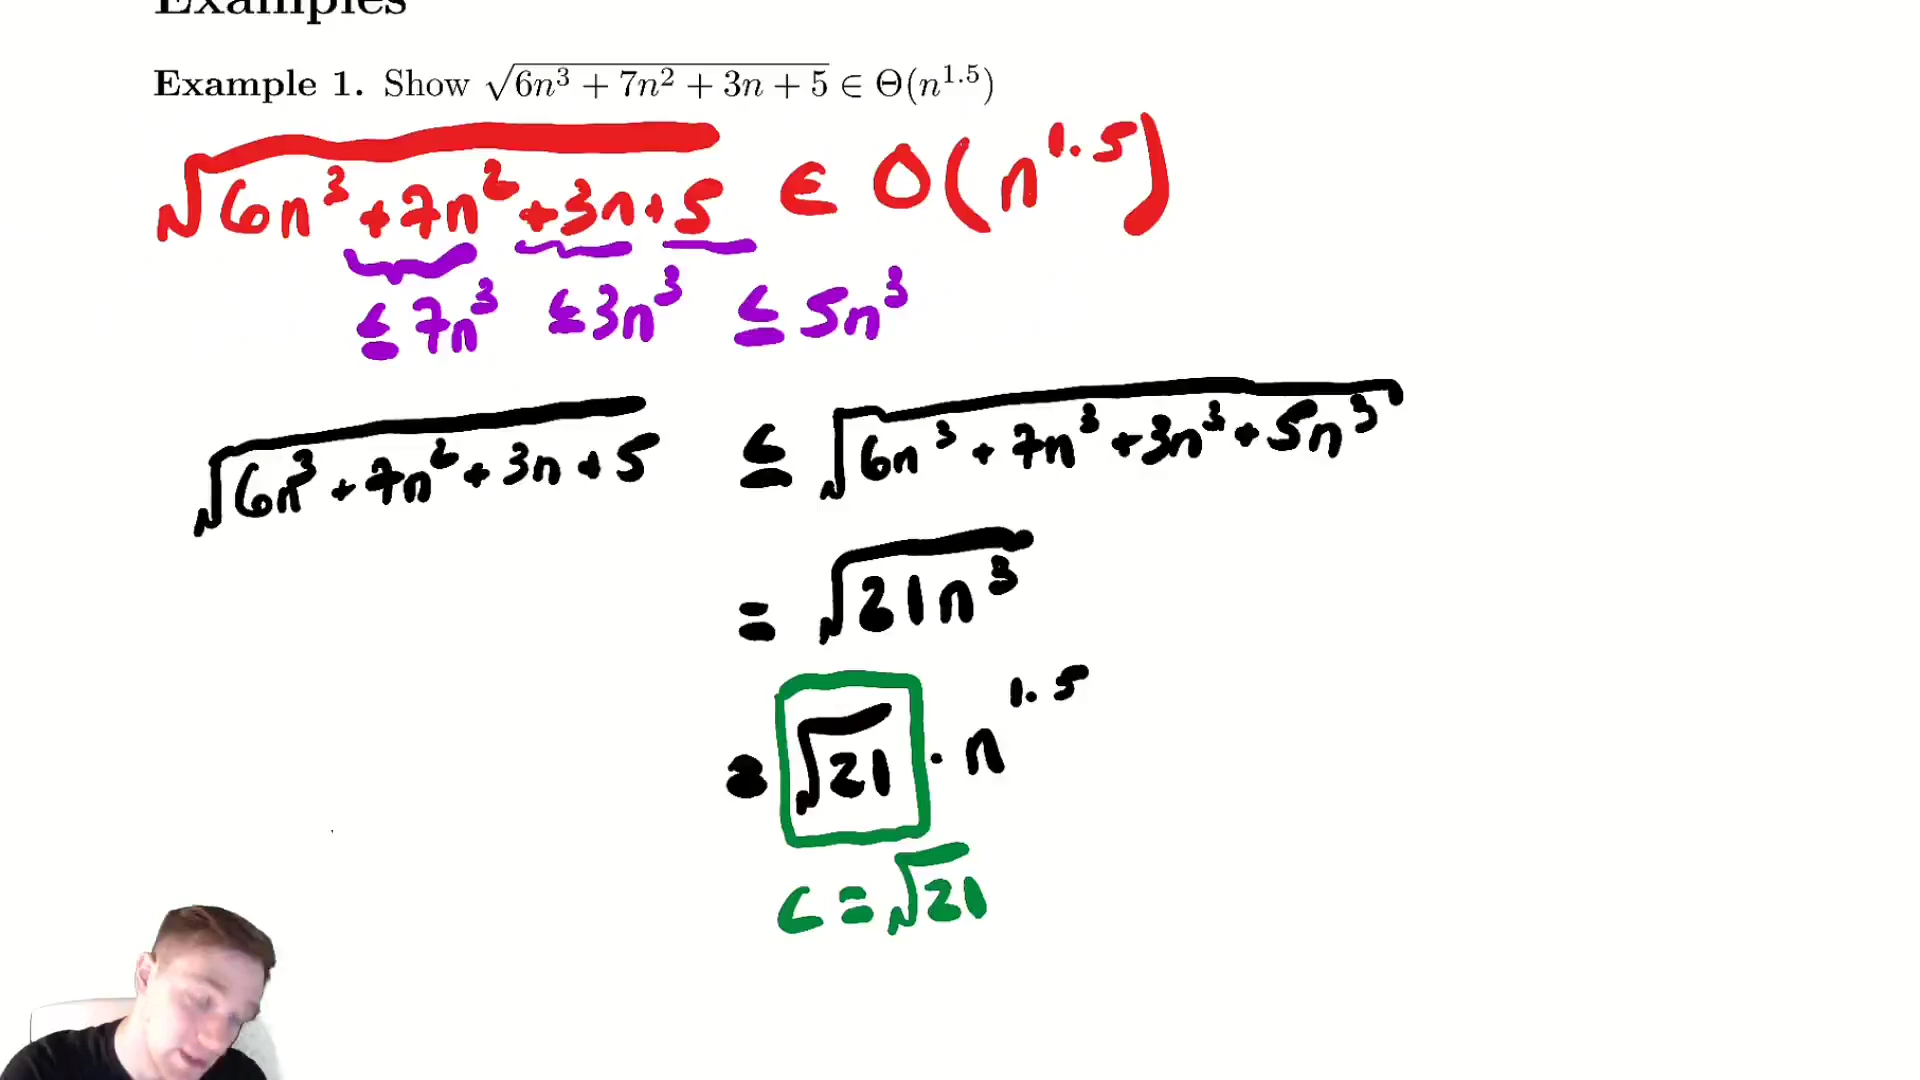 Examples
Example 1. Show √(6n³ + 7n² + 3n + 5) ∈ Θ(n^1.5)
√(6n³ + 7n² + 3n + 5) ∈ O(n^1.5)
≤ 7n³ ≤ 3n³ ≤ 5n³
√(6n³ + 7n² + 3n + 5) ≤ √(6n³ + 7n³ + 3n³ + 5n³)
= √(21n³)
= √21 · n^1.5
c = √21